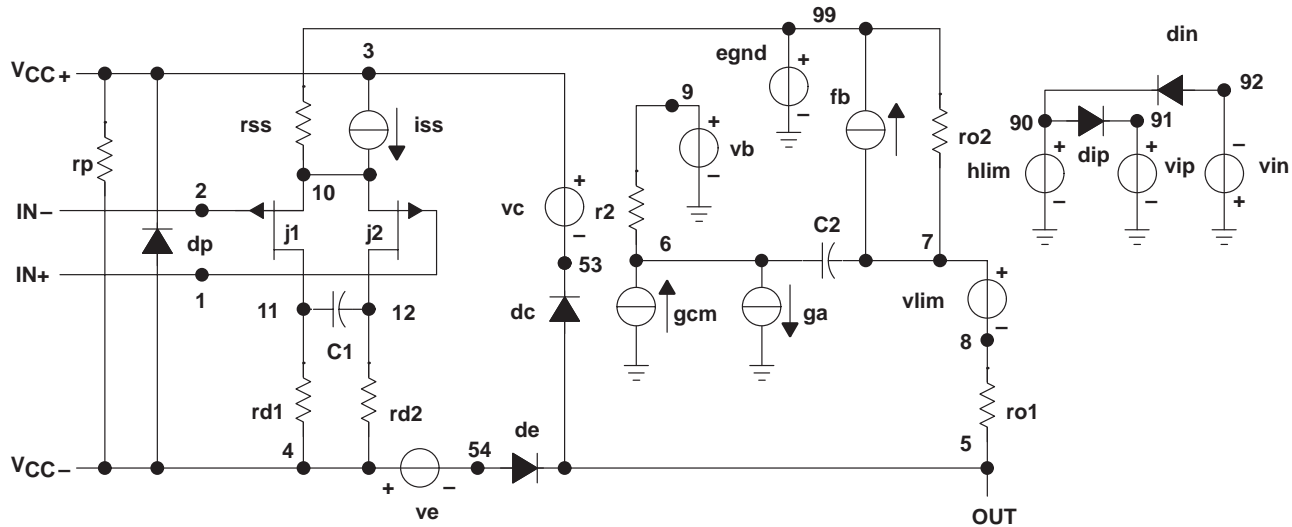 99
3
egnd
din
VCC+
+
92
9
fb
+
rss
iss
90
91
rp
vb
ro2
+
+
-
10
dip
–
hlim
vip
vin
2
+
IN–
vc
r2
–
–
+
j1
j2
–
C2
dp
6
7
IN+
53
1
+
vlim
11
12
gcm
ga
dc
–
C1
8
rd1
rd2
ro1
de
4
54
5
VCC–
+
–
ve
OUT